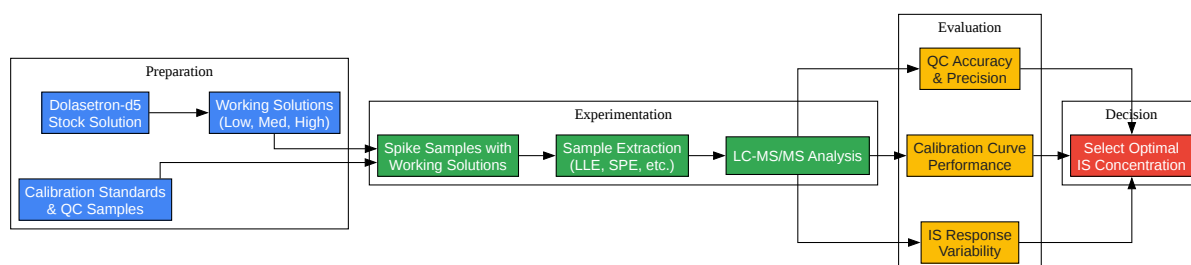 Preparation
Dolasetron-d5
Stock Solution
Working Solutions
(Low, Med, High)
Calibration Standards
& QC Samples
Experimentation
Spike Samples with
Working Solutions
Sample Extraction
(LLE, SPE, etc.)
LC-MS/MS Analysis
Evaluation
QC Accuracy
& Precision
Calibration Curve
Performance
IS Response
Variability
Decision
Select Optimal
IS Concentration